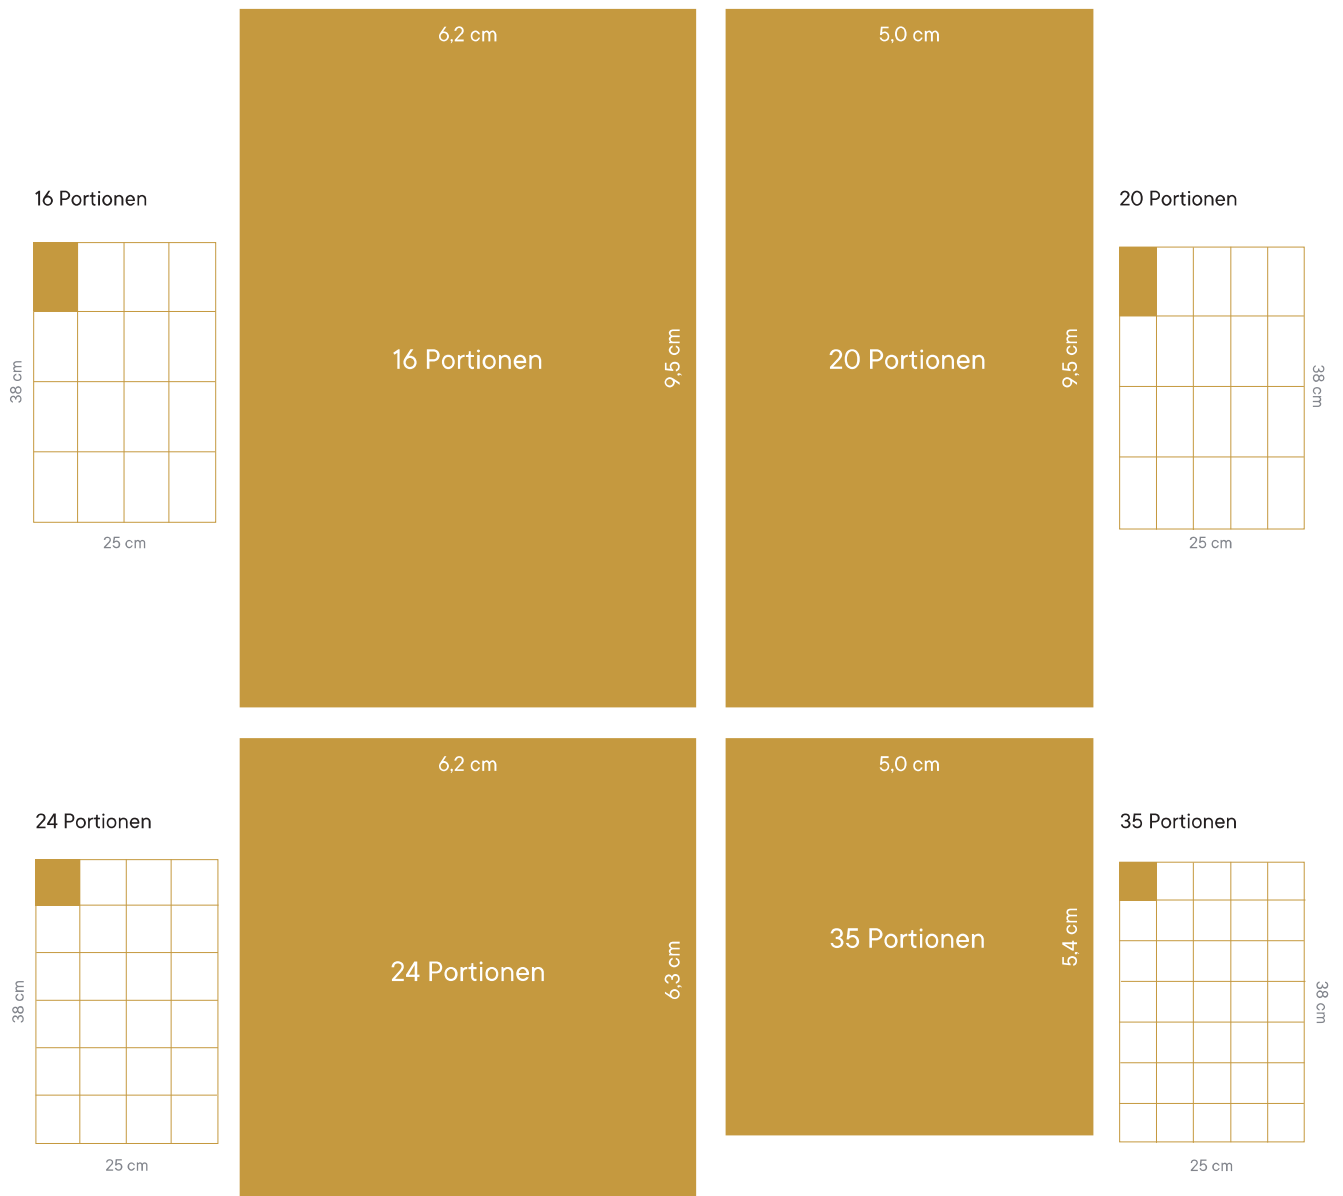 16 Portionen
38 cm
25 cm
6,2 cm
16 Portionen
9,5 cm
5,0 cm
20 Portionen
9,5 cm
20 Portionen
38 cm
25 cm
24 Portionen
38 cm
25 cm
6,2 cm
24 Portionen
6,3 cm
5,0 cm
35 Portionen
5,4 cm
35 Portionen
38 cm
25 cm